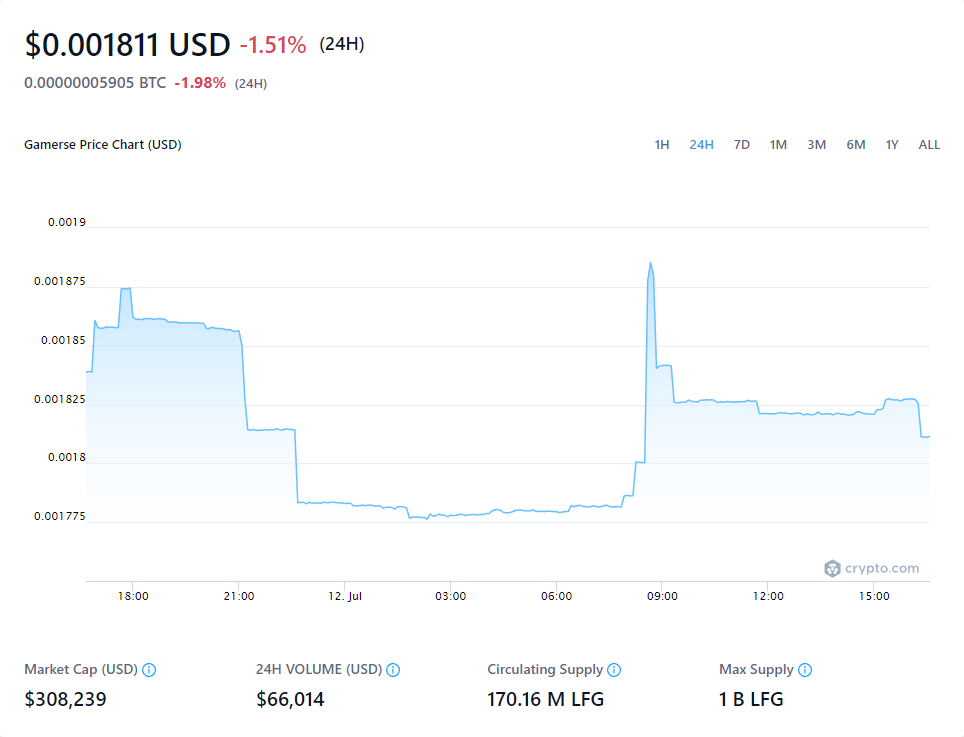 $0.001811 USD -1.51% (24H)
0.00000005905 BTC -1.98% (24H)
Gamerse Price Chart (USD) 1H 24H 7D 1M 3M 6M 1Y ALL
0.0019
0.001875
0.00185
0.001825
0.0018
0.001775
crypto.com
18:00 21:00 12. Jul 03:00 06:00 09:00 12:00 15:00
Market Cap (USD) 24H VOLUME (USD) Circulating Supply Max Supply
$308,239 $66,014 170.16 M LFG 1 B LFG